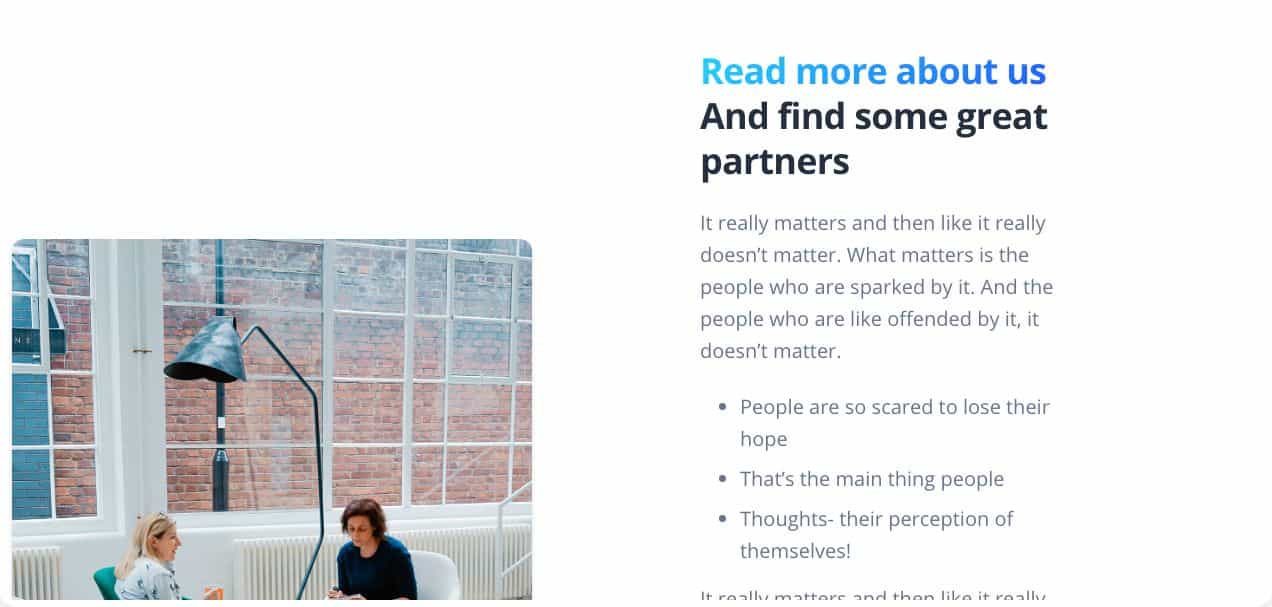 Read more about us
And find some great
partners
It really matters and then like it really
doesn’t matter. What matters is the
people who are sparked by it. And the
people who are like offended by it, it
doesn’t matter.
People are so scared to lose their
hope
That’s the main thing people
Thoughts- their perception of
themselves!
It really matters and then like it really